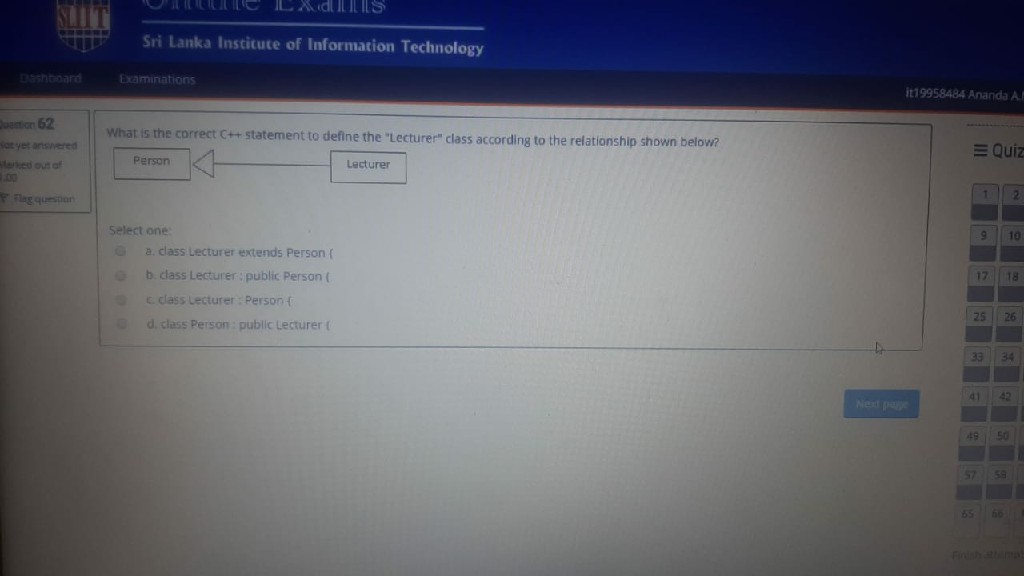 SLIIT
Online Exams
Sri Lanka Institute of Information Technology
Dashboard Examinations
it19958484 Ananda A.
Question 62
Not yet answered
Marked out of
1.00
Flag question
What is the correct C++ statement to define the "Lecturer" class according to the relationship shown below?
Person
Lecturer
Select one:
a. class Lecturer extends Person {
b. class Lecturer : public Person {
c. class Lecturer : Person {
d. class Person : public Lecturer {
Next page
Quiz
1 2
9 10
17 18
25 26
33 34
41 42
49 50
57 58
65 66